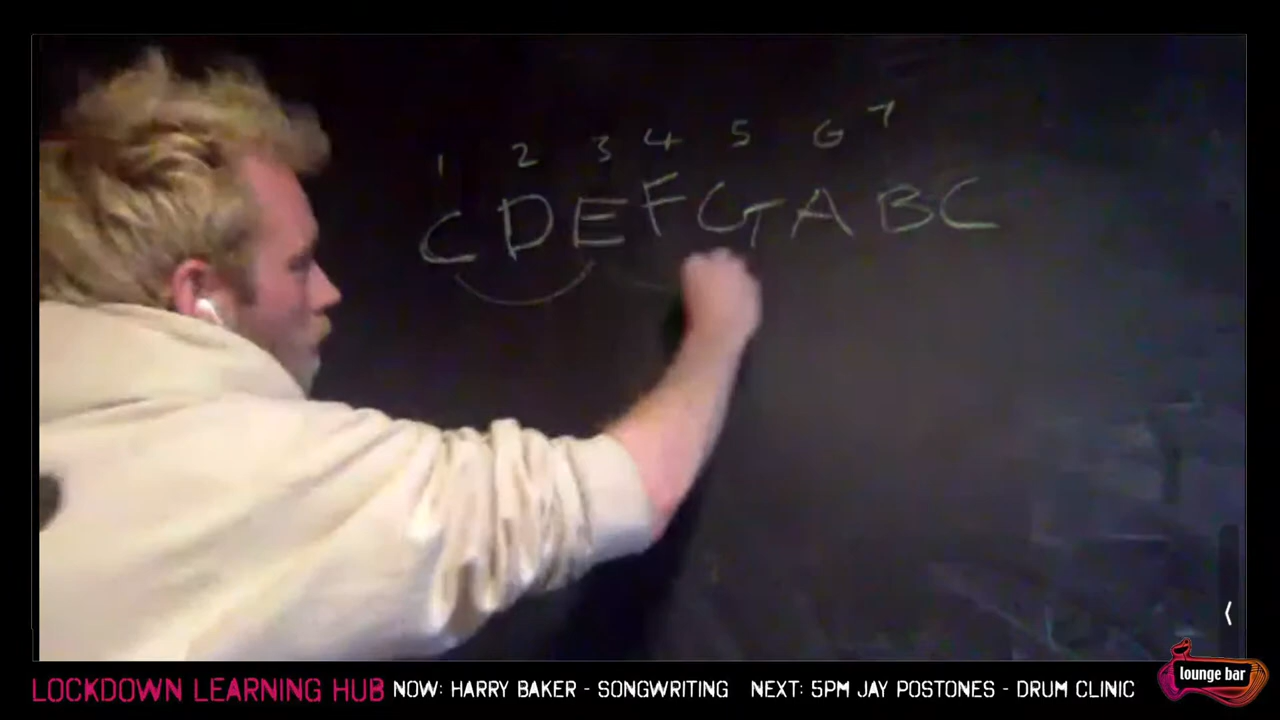 1 2 3 4 5 6 7
C D E F G A B C
LOCKDOWN LEARNING HUB NOW: HARRY BAKER - SONGWRITING NEXT: 5PM JAY POSTONES - DRUM CLINIC
lounge bar